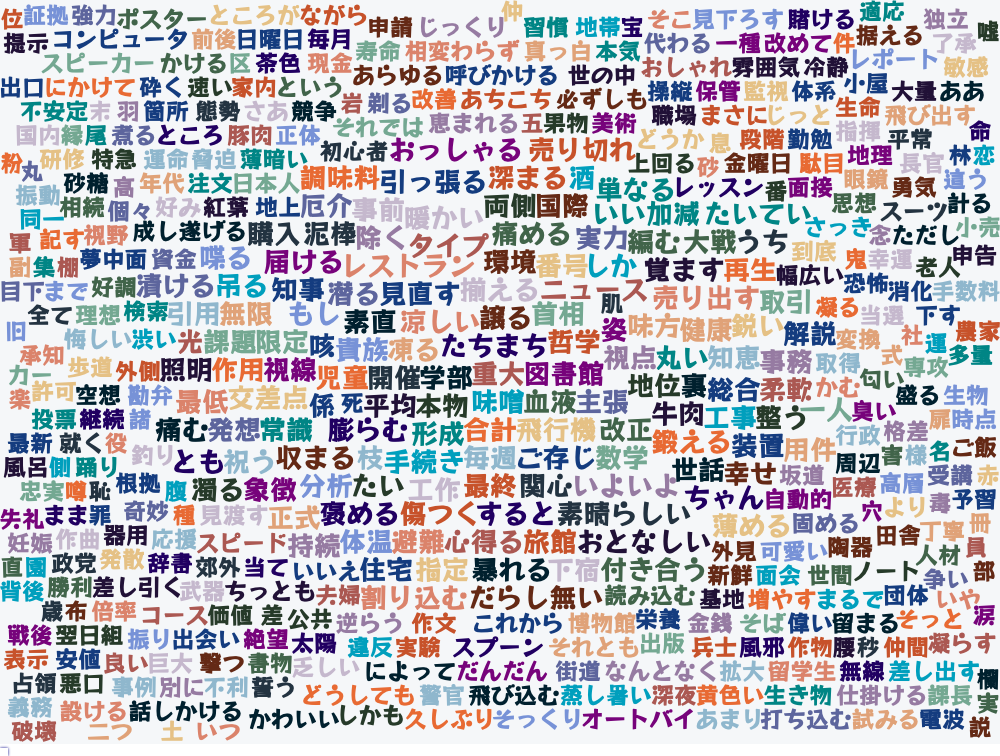 位 証拠 強力 ポスター ところが ながら 申請 じっくり 仲 習慣 地帯 宝 そこ 見下ろす 賭ける 適応 独立 嘘
提示 コンピュータ 前後 日曜日 毎月 寿命 相変わらず 真っ白 本気 代わる 一種 改めて 件 据える 了承
スピーカー かける 区 茶色 現金 あらゆる 呼びかける 世の中 おしゃれ 雰囲気 冷静 レポート 敏感
出口 にかけて 砕く 速い 家内 という 岩 剃る 改善 あちこち 必ずしも 操縦 保管 監視 体系 小屋 大量 ああ
不安定 末 羽 箇所 態勢 さあ 競争 それでは 恵まれる 五 果物 美術 職場 まさに じっと 生命 飛び出す
国内 縁 尾 煮る ところ 豚肉 正体 初心者 おっしゃる 売り切れ どうか 息 段階 勤勉 指揮 平常 命
粉 丸 研修 特急 運命 脅迫 薄暗い 上回る 砂 金曜日 駄目 地理 長官 林 恋
振動 砂糖 高 年代 注文 日本人 調味料 引っ張る 深まる 酒 単なる レッスン 番 面接 眼鏡 勇気 違う
同一 相続 個々 好み 紅葉 地上 厄介 事前 暖かい 両側 国際 いい加減 たいてい 思想 スーツ 計る
軍 記す 視野 成し遂げる 購入 泥棒 除く タイプ 痛める 実力 編む 大戦 うち さっき 念 ただし 小売
副 集 棚 夢中 面 資金 喋る 届ける レストラン 環境 番号 しか 覚ます 再生 到底 鬼 幸運 老人 申告
目下 まで 好調 漬ける 吊る 知事 潜る 見直す 揃える ニュース 肌 売り出す 取引 幅広い 恐怖 消化 手数料
旧 全て 理想 検索 引用 無限 もし 素直 涼しい 譲る 首相 姿 味方 健康 鋭い 凝る 当選 下す
承知 悔しい 渋い 光 課題 限定 咳 貴族 凍る たちまち 哲学 視点 丸い 知恵 解説 変換 社 運 農家
カー 歩道 外側 照明 作用 視線 児童 開催 学部 重大 図書館 事務 取得 式 専攻 多量
楽 許可 空想 勘弁 最低 交差点 係 死 平均 本物 味噌 血液 主張 地位 裏 総合 柔軟 かむ 匂い 盛る 生物
投票 継続 諸 痛む 発想 常識 膨らむ 形成 合計 飛行機 改正 牛肉 工事 整う 一人 臭い 扉 時点
最新 就く 役 釣り とも 祝う 収まる 枝 手続き 毎週 ご存じ 数学 鍛える 装置 用件 行政 格差 名 ご飯
風呂 側 踊り 根拠 腹 濁る 象徴 分析 たい 工作 最終 関心 いよいよ 世話 幸せ 坂道 周辺 害 様 受講 赤
忠実 噂 恥 ちゃん 自動的 医療 高層 毒 予習
失礼 まま 罪 奇妙 種 見渡す 正式 褒める 傷つく すると 素晴らしい 薄める 固める 穴 より 冊
妊娠 作曲 器用 応援 スピード 持続 体温 避難 心得る 旅館 おとなしい 外見 可愛い 陶器 田舎 丁寧 員
直 園 政党 発散 辞書 郊外 当て いいえ 住宅 指定 暴れる 下宿 付き合う 新鮮 面会 世間 ノート 人材 争い 部
背後 勝利 差し引く 武器 ちっとも 夫婦 割り込む だらし無い 読み込む 基地 増やす まるで 団体 いや
歳 布 倍率 コース 価値 差 公共 逆らう 作文 これから 博物館 栄養 金銭 そば 偉い 留まる そっと 涙
戦後 翌日 組 振り 出会い 絶望 太陽 違反 実験 スプーン それとも 出版 兵士 風邪 作物 腰 秒 仲間 凝らす
表示 安値 良い 巨大 撃つ 書物 乏しい によって だんだん 街道 なんとなく 拡大 留学生 無線 差し出す 欄
占領 悪口 事例 別に 不利 誓う どうしても 警官 飛び込む 蒸し暑い 深夜 黄色い 生き物 仕掛ける 課長 実
義務 設ける 話しかける かわいい しかも 久しぶり そっくり オートバイ あまり 打ち込む 試みる 電波 説
破壊 二つ 土 いつ